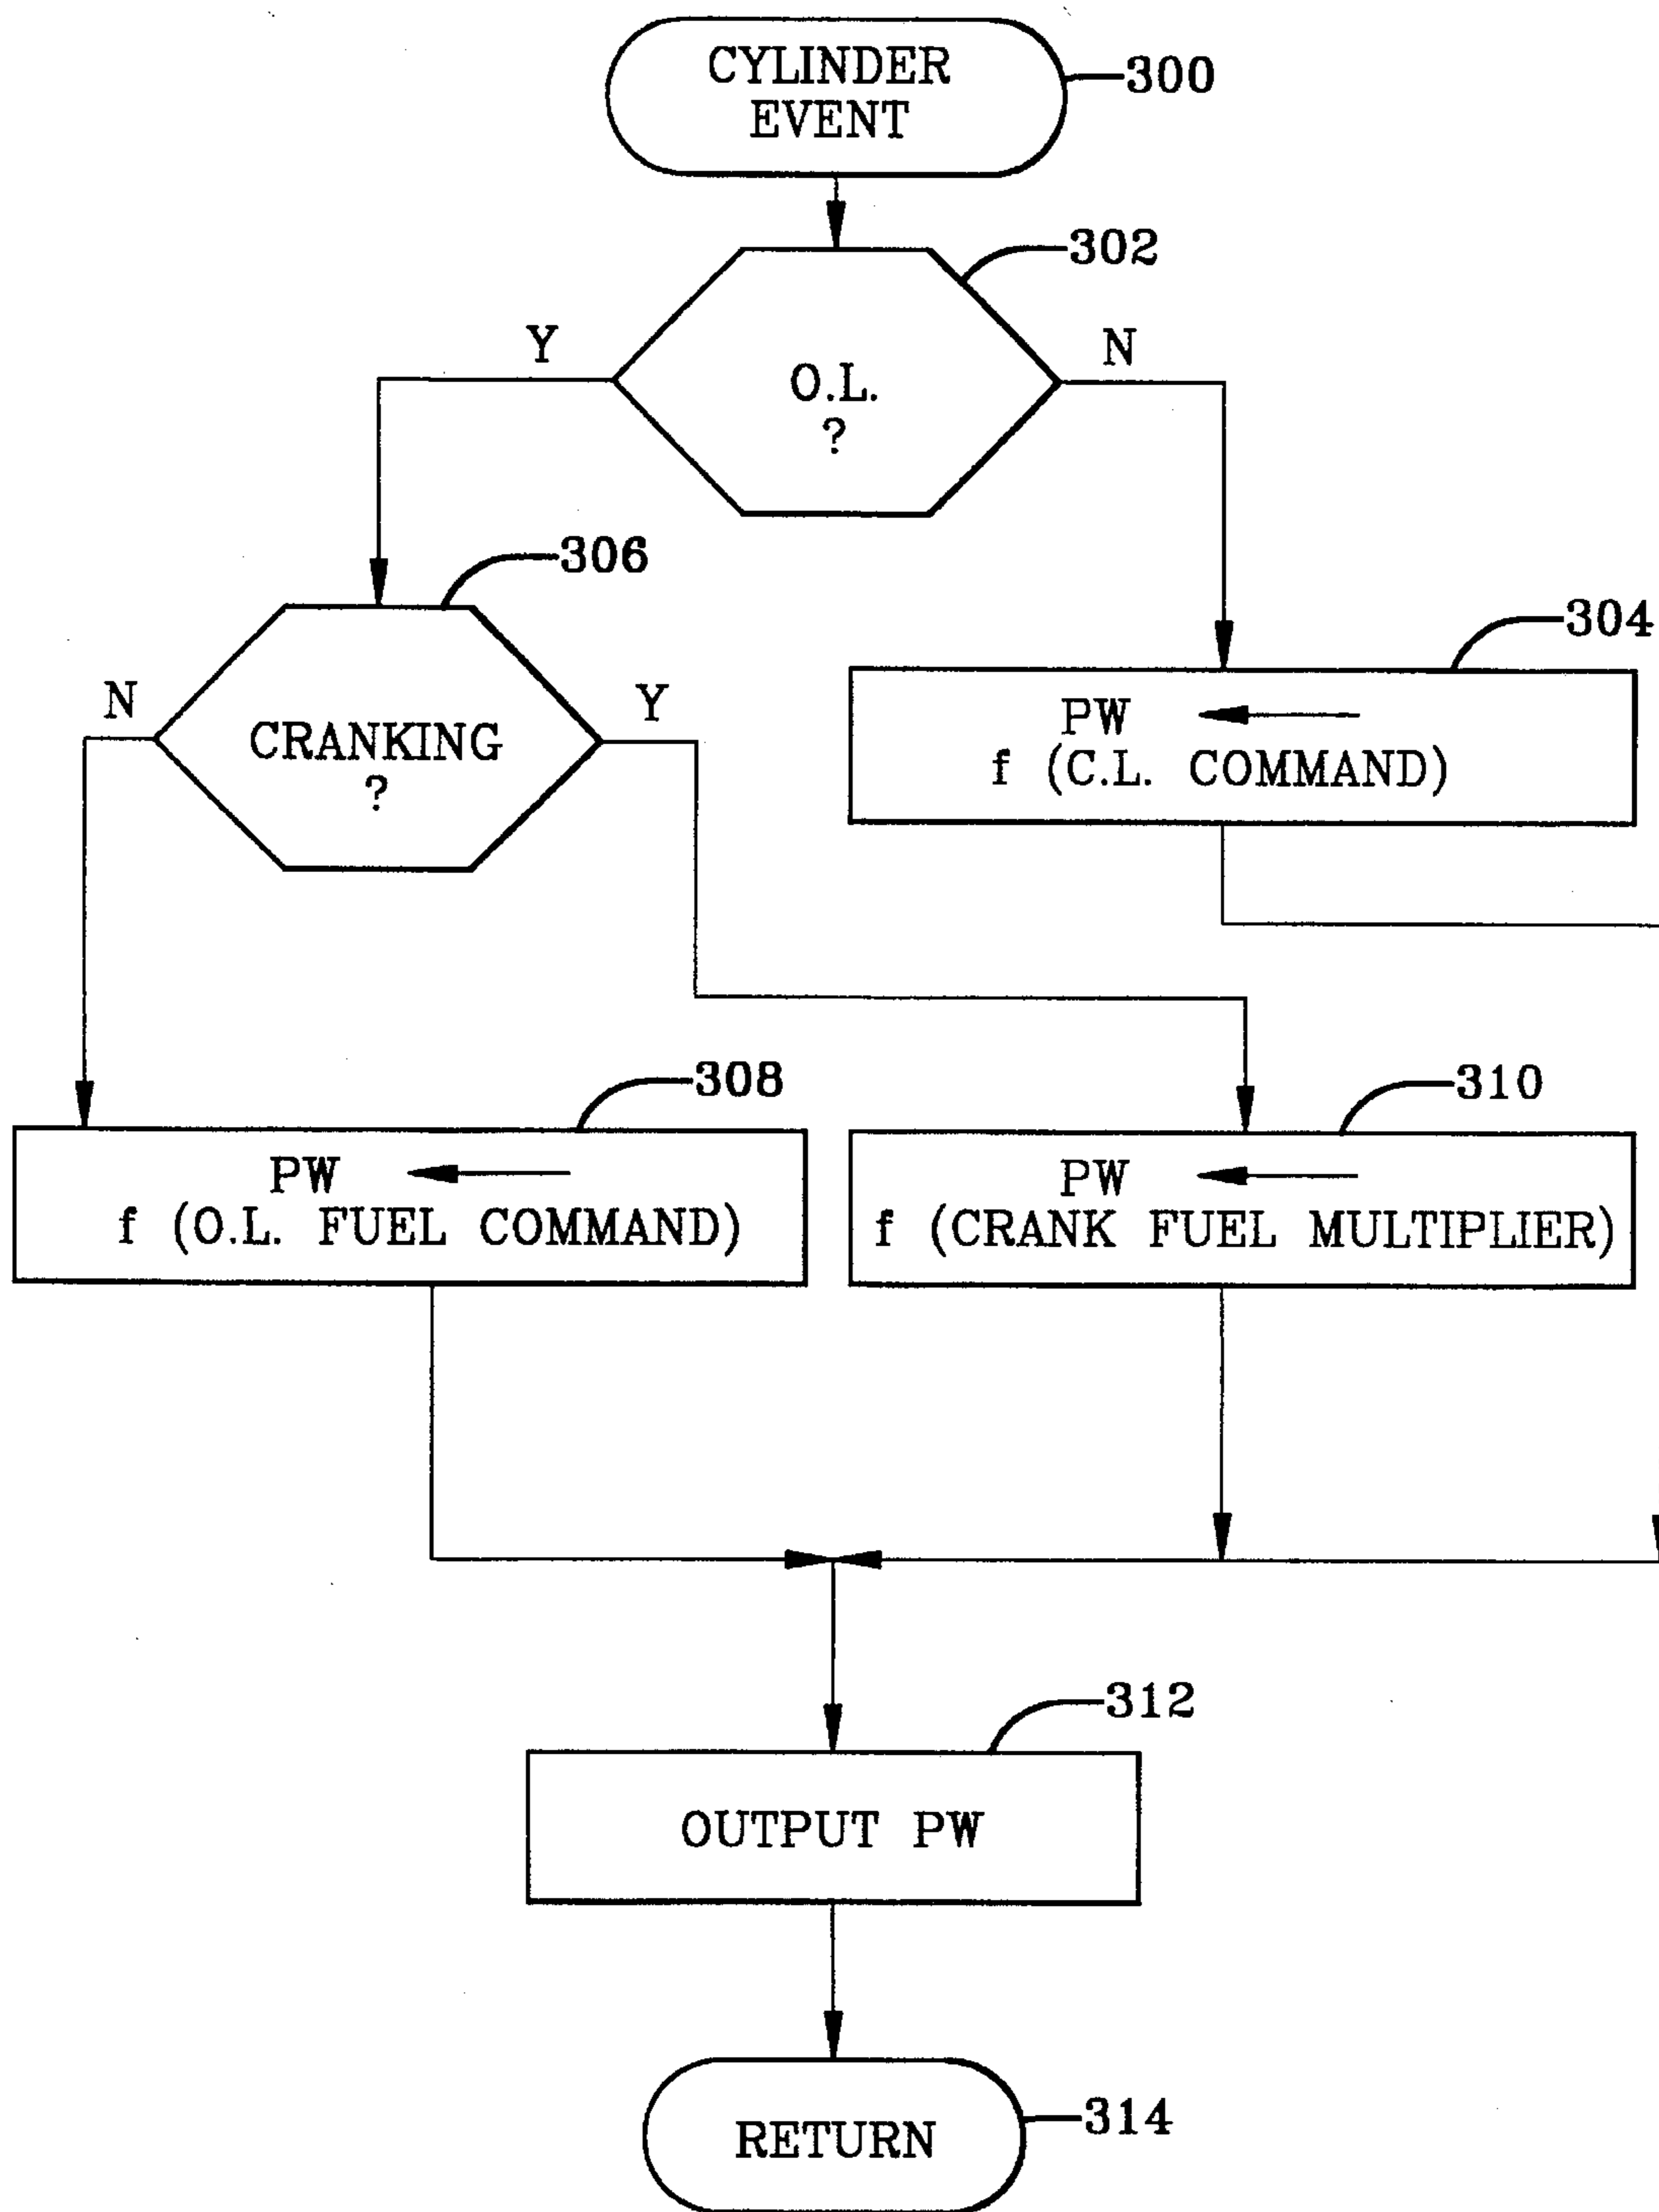 CYLINDER
EVENT
300
302
Y
N
O.L.
?
306
304
N
Y
CRANKING
?
PW
f (C.L. COMMAND)
308
310
PW
f (O.L. FUEL COMMAND)
PW
f (CRANK FUEL MULTIPLIER)
312
OUTPUT PW
RETURN
314